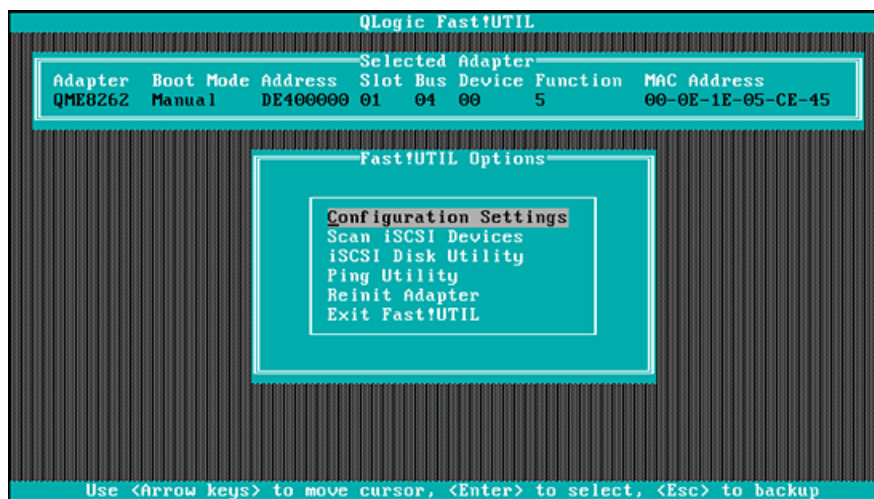 QLogic Fast!UTIL
Selected Adapter
Adapter Boot Mode Address Slot Bus Device Function MAC Address
QME8262 Manual DE400000 01 04 00 5 00-0E-1E-05-CE-45
Fast!UTIL Options
Configuration Settings
Scan iSCSI Devices
iSCSI Disk Utility
Ping Utility
Reinit Adapter
Exit Fast!UTIL
Use <Arrow keys> to move cursor, <Enter> to select, <Esc> to backup